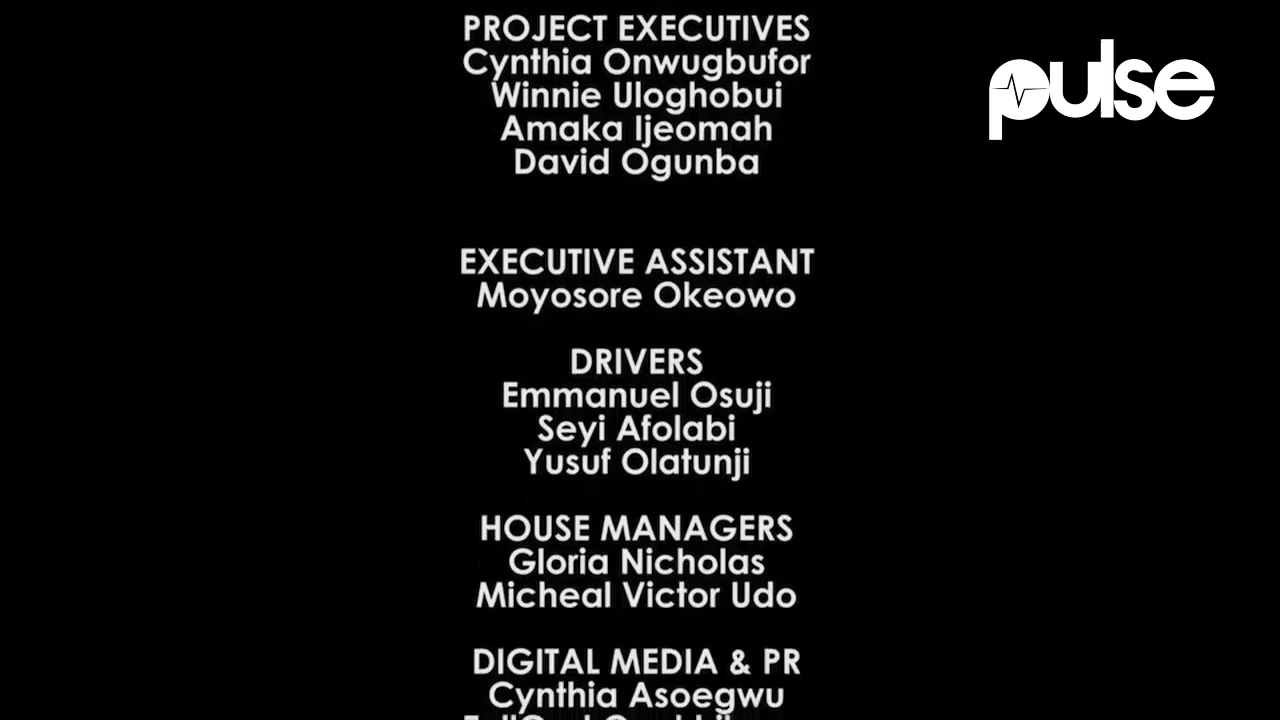 PROJECT EXECUTIVES
Cynthia Onwugbufor
Winnie Uloghobui
Amaka Ijeomah
David Ogunba
pulse
EXECUTIVE ASSISTANT
Moyosore Okeowo
DRIVERS
Emmanuel Osuji
Seyi Afolabi
Yusuf Olatunji
HOUSE MANAGERS
Gloria Nicholas
Micheal Victor Udo
DIGITAL MEDIA & PR
Cynthia Asoegwu